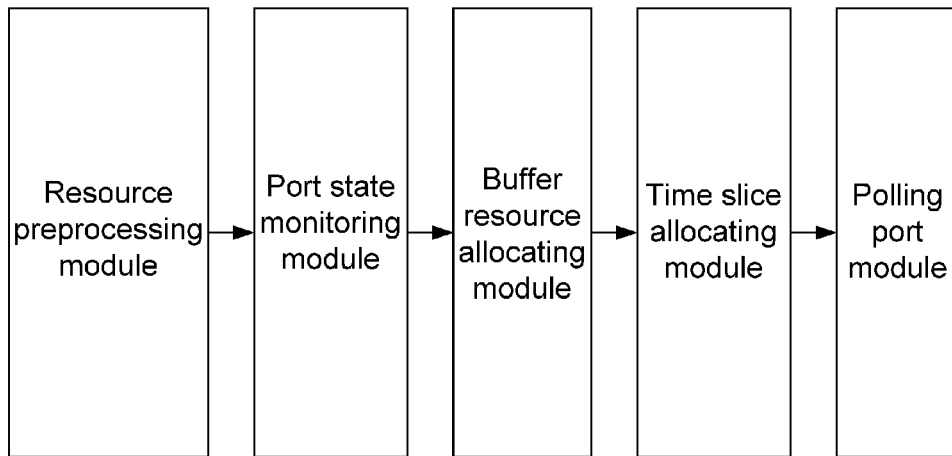 Resource
preprocessing
module
Port state
monitoring
module
Buffer
resource
allocating
module
Time slice
allocating
module
Polling
port
module